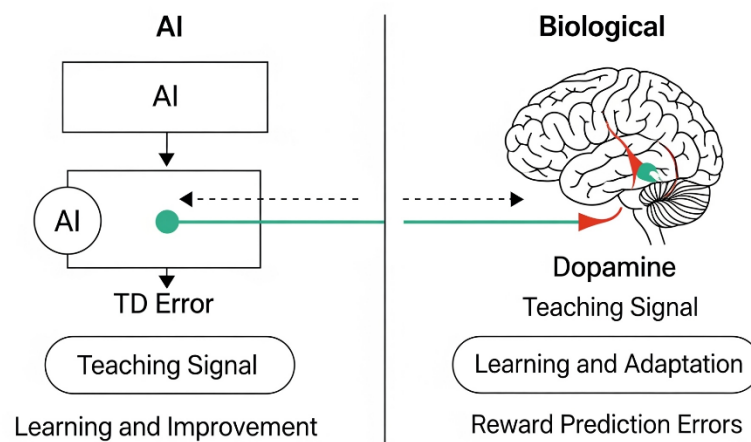 AI
AI
AI
TD Error
Teaching Signal
Learning and Improvement
Biological
Dopamine
Teaching Signal
Learning and Adaptation
Reward Prediction Errors